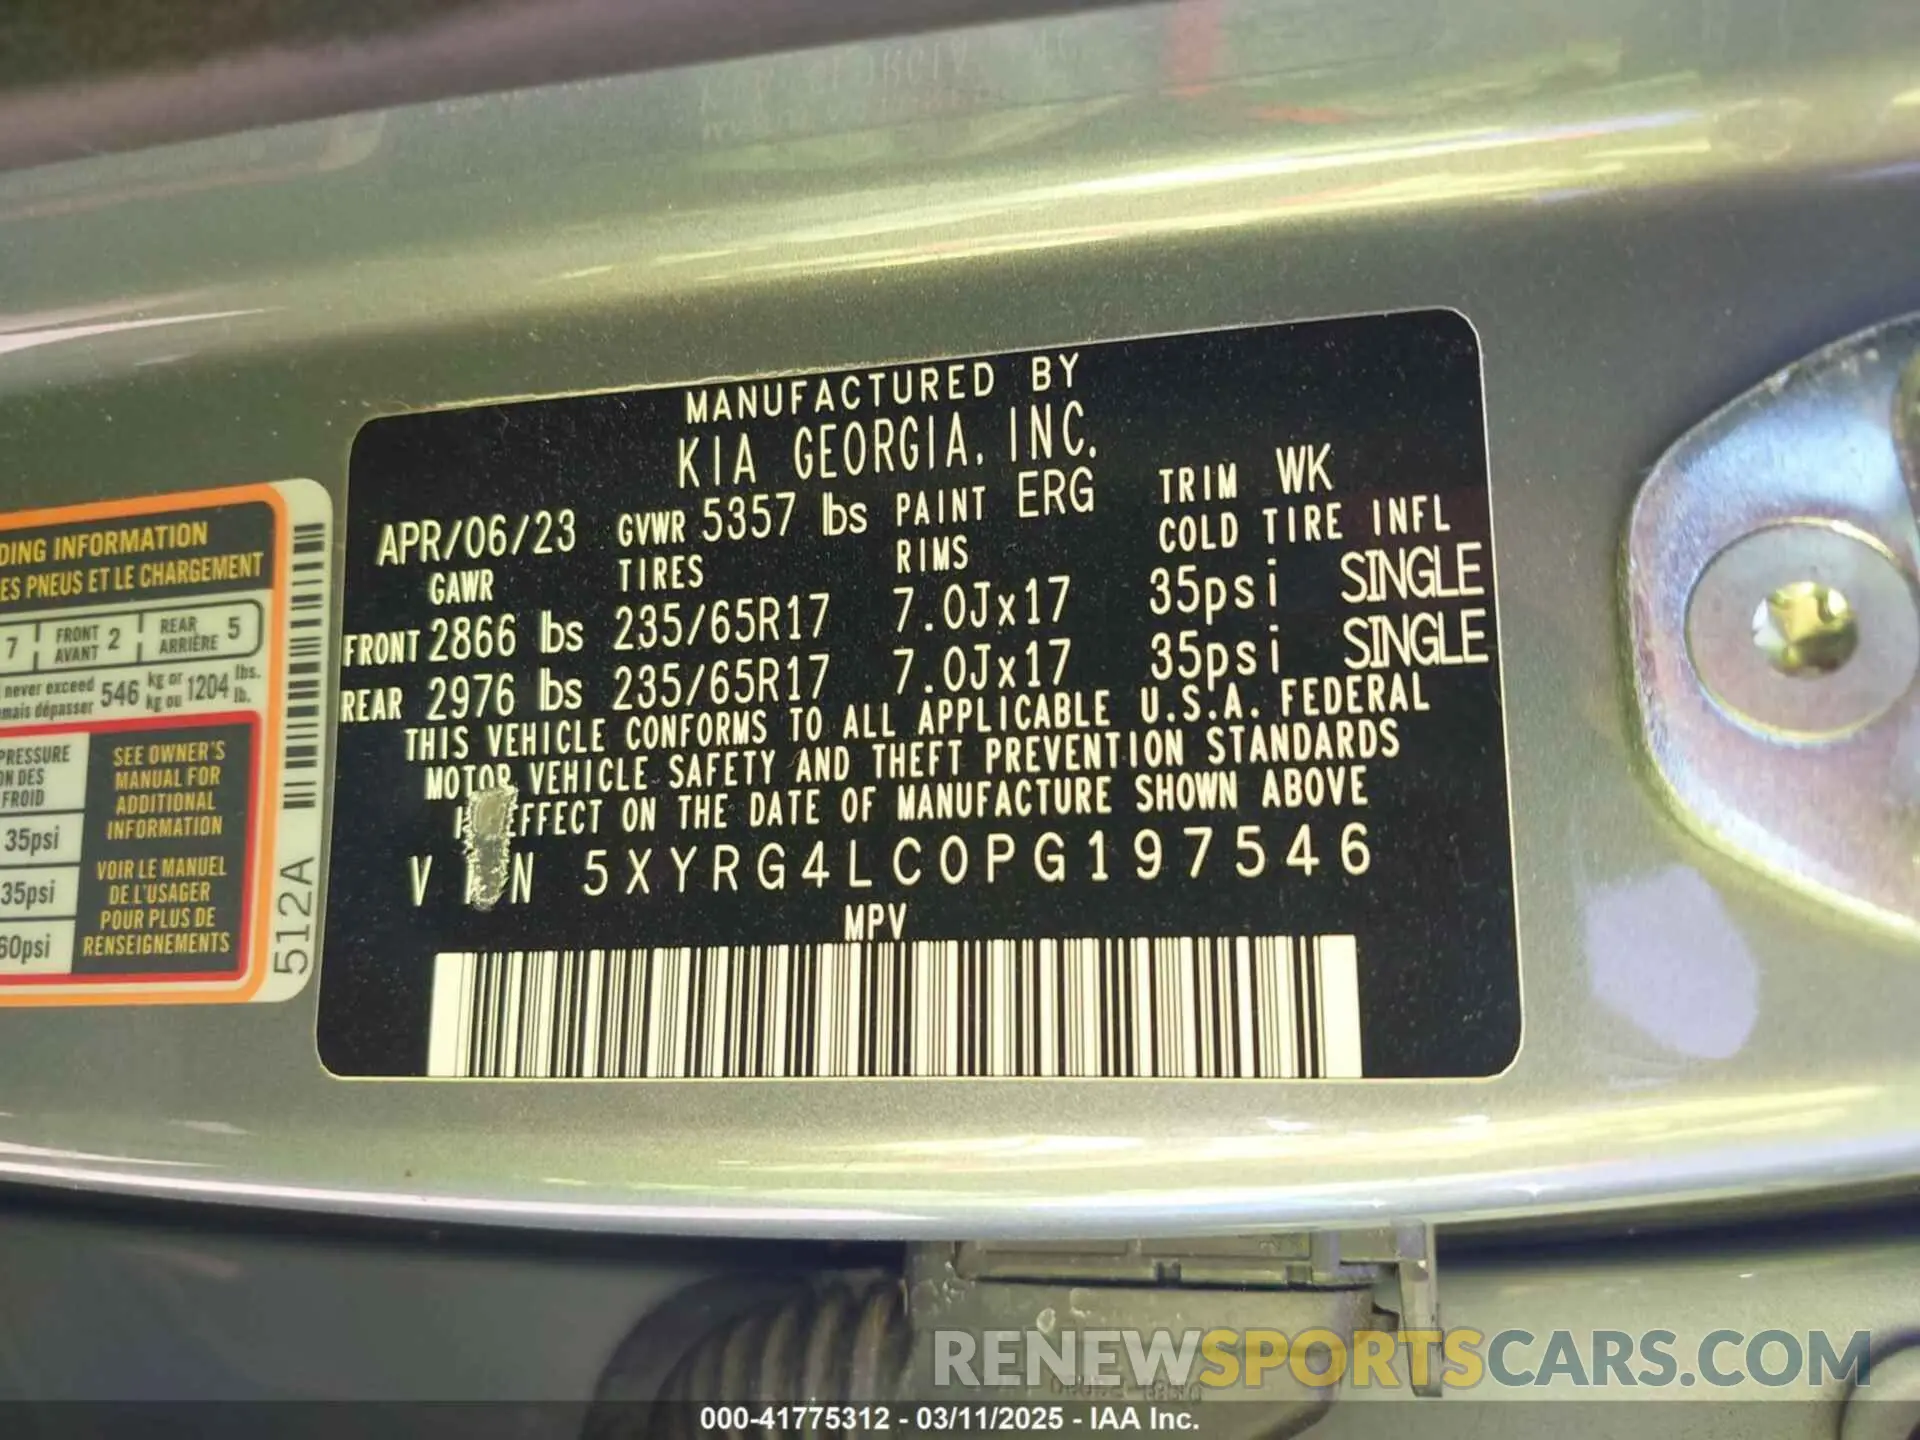 MANUFACTURED BY
KIA GEORGIA, INC.
APR/06/23 GVWR 5357 lbs PAINT ERG TRIM WK
GAWR TIRES RIMS COLD TIRE INFL
FRONT 2866 lbs 235/65R17 7.0Jx17 35psi SINGLE
REAR 2976 lbs 235/65R17 7.0Jx17 35psi SINGLE
THIS VEHICLE CONFORMS TO ALL APPLICABLE U.S.A. FEDERAL
MOTOR VEHICLE SAFETY AND THEFT PREVENTION STANDARDS
EFFECT ON THE DATE OF MANUFACTURE SHOWN ABOVE
V N 5XYRG4LC0PG197546
MPV
DING INFORMATION
ES PNEUS ET LE CHARGEMENT
7 FRONT AVANT 2 REAR ARRIÈRE 5
never exceed 546 kg or 1204 lbs.
mais dépasser kg ou lb.
PRESSURE
ON DES
FROID
35psi
35psi
60psi
SEE OWNER'S
MANUAL FOR
ADDITIONAL
INFORMATION
VOIR LE MANUEL
DE L'USAGER
POUR PLUS DE
RENSEIGNEMENTS
512A
RENEWSPORTSCARS.COM
000-41775312 - 03/11/2025 - IAA Inc.